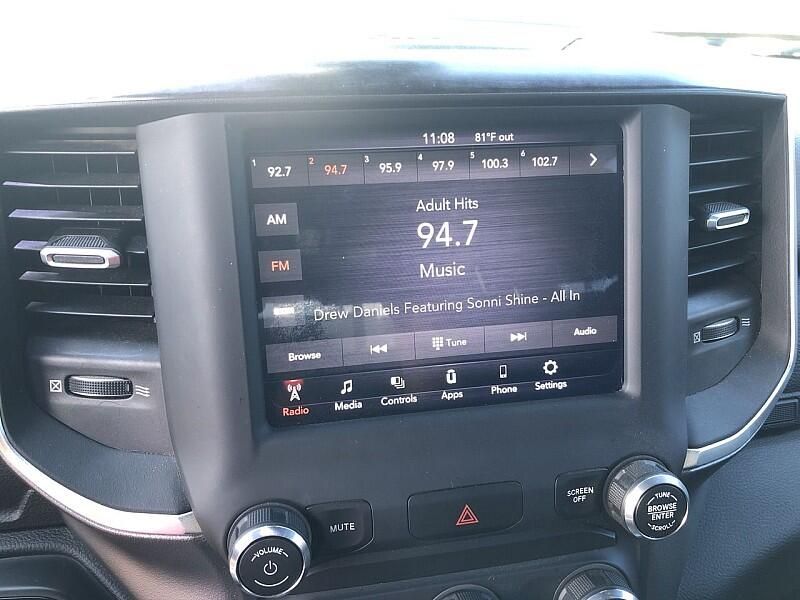 11:08 81°F out
1 92.7 2 94.7 3 95.9 4 97.9 5 100.3 6 102.7
AM
Adult Hits
94.7
FM
Music
Drew Daniels Featuring Sonni Shine - All In
Browse Tune Audio
Radio Media Controls Apps Phone Settings
MUTE
SCREEN
OFF
TUNE
BROWSE
ENTER
SCROLL
VOLUME